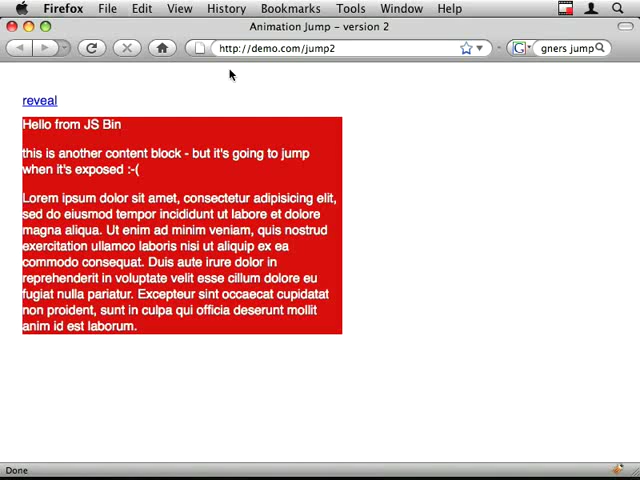 Firefox File Edit View History Bookmarks Tools Window Help
Animation Jump – version 2
http://demo.com/jump2
G gners jump
reveal
Hello from JS Bin
this is another content block - but it's going to jump
when it's exposed :-(
Lorem ipsum dolor sit amet, consectetur adipisicing elit,
sed do eiusmod tempor incididunt ut labore et dolore
magna aliqua. Ut enim ad minim veniam, quis nostrud
exercitation ullamco laboris nisi ut aliquip ex ea
commodo consequat. Duis aute irure dolor in
reprehenderit in voluptate velit esse cillum dolore eu
fugiat nulla pariatur. Excepteur sint occaecat cupidatat
non proident, sunt in culpa qui officia deserunt mollit
anim id est laborum.
Done